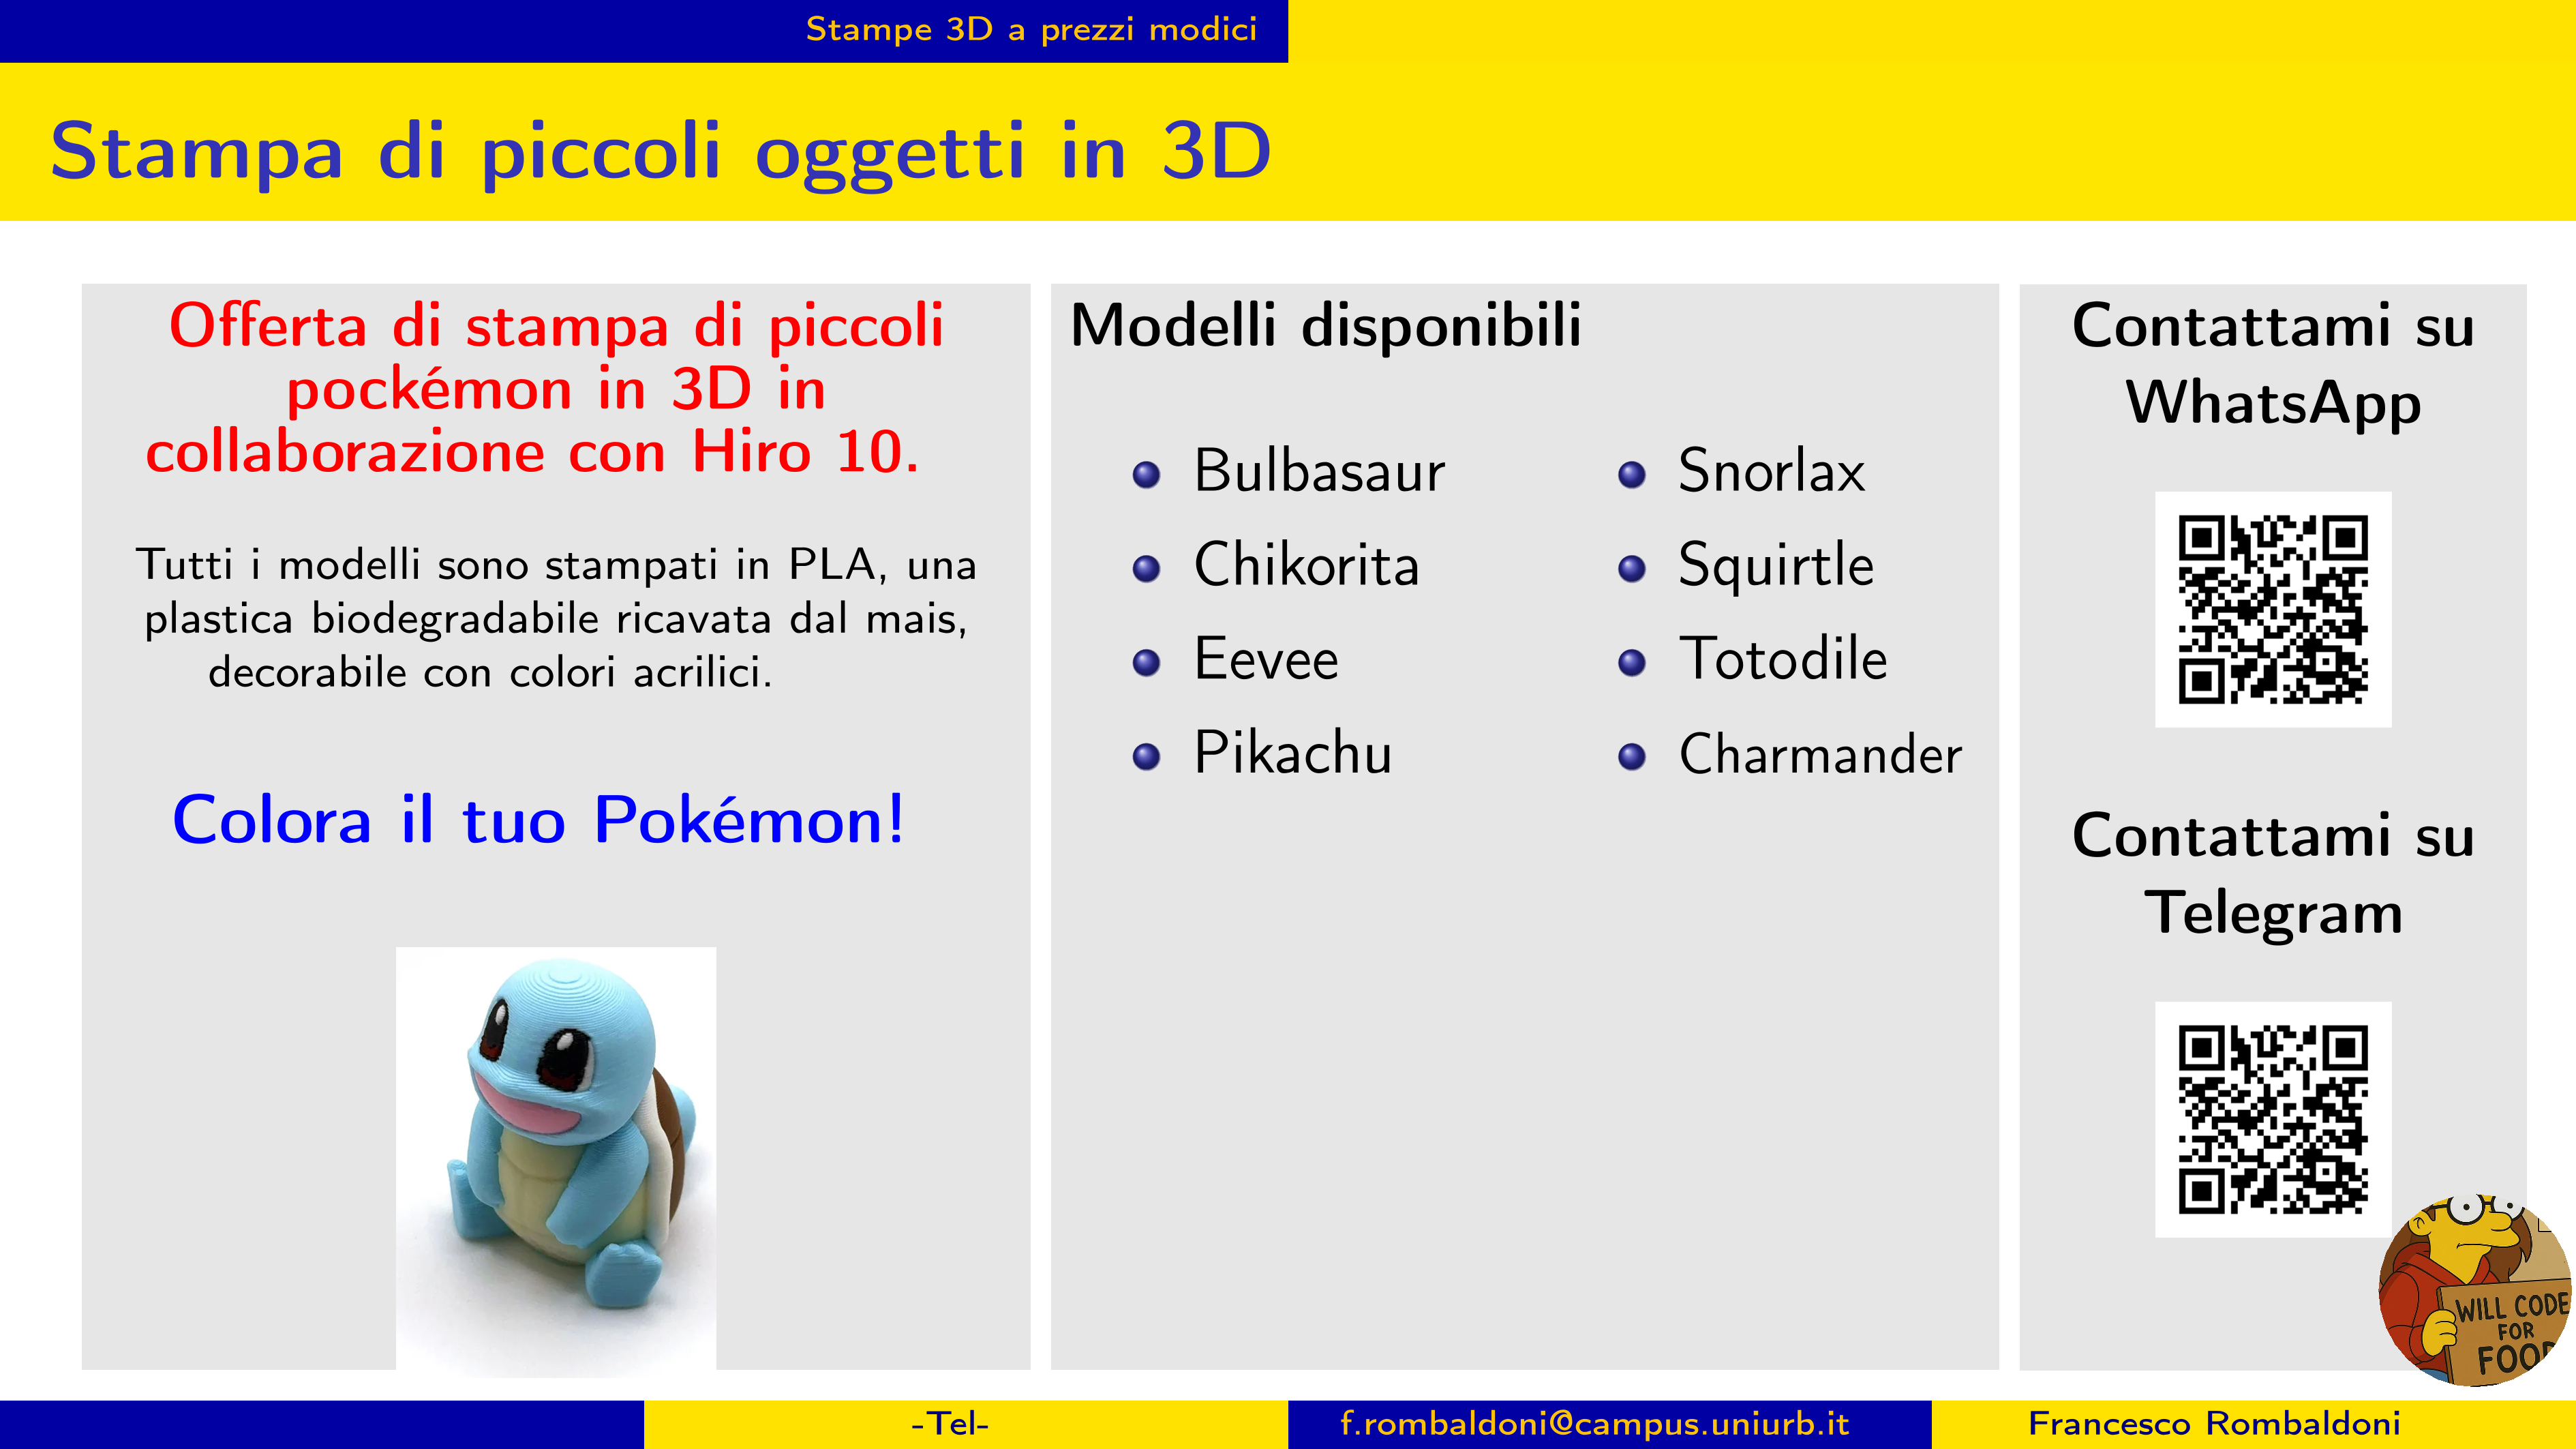 Stampe 3D a prezzi modici
Stampa di piccoli oggetti in 3D
Offerta di stampa di piccoli
pockémon in 3D in
collaborazione con Hiro 10.
Tutti i modelli sono stampati in PLA, una
plastica biodegradabile ricavata dal mais,
decorabile con colori acrilici.
Colora il tuo Pokémon!
Modelli disponibili
Bulbasaur
Chikorita
Eevee
Pikachu
Snorlax
Squirtle
Totodile
Charmander
Contattami su
WhatsApp
Contattami su
Telegram
WILL CODE
FOR
FOOD
-Tel-
f.rombaldoni@campus.uniurb.it
Francesco Rombaldoni